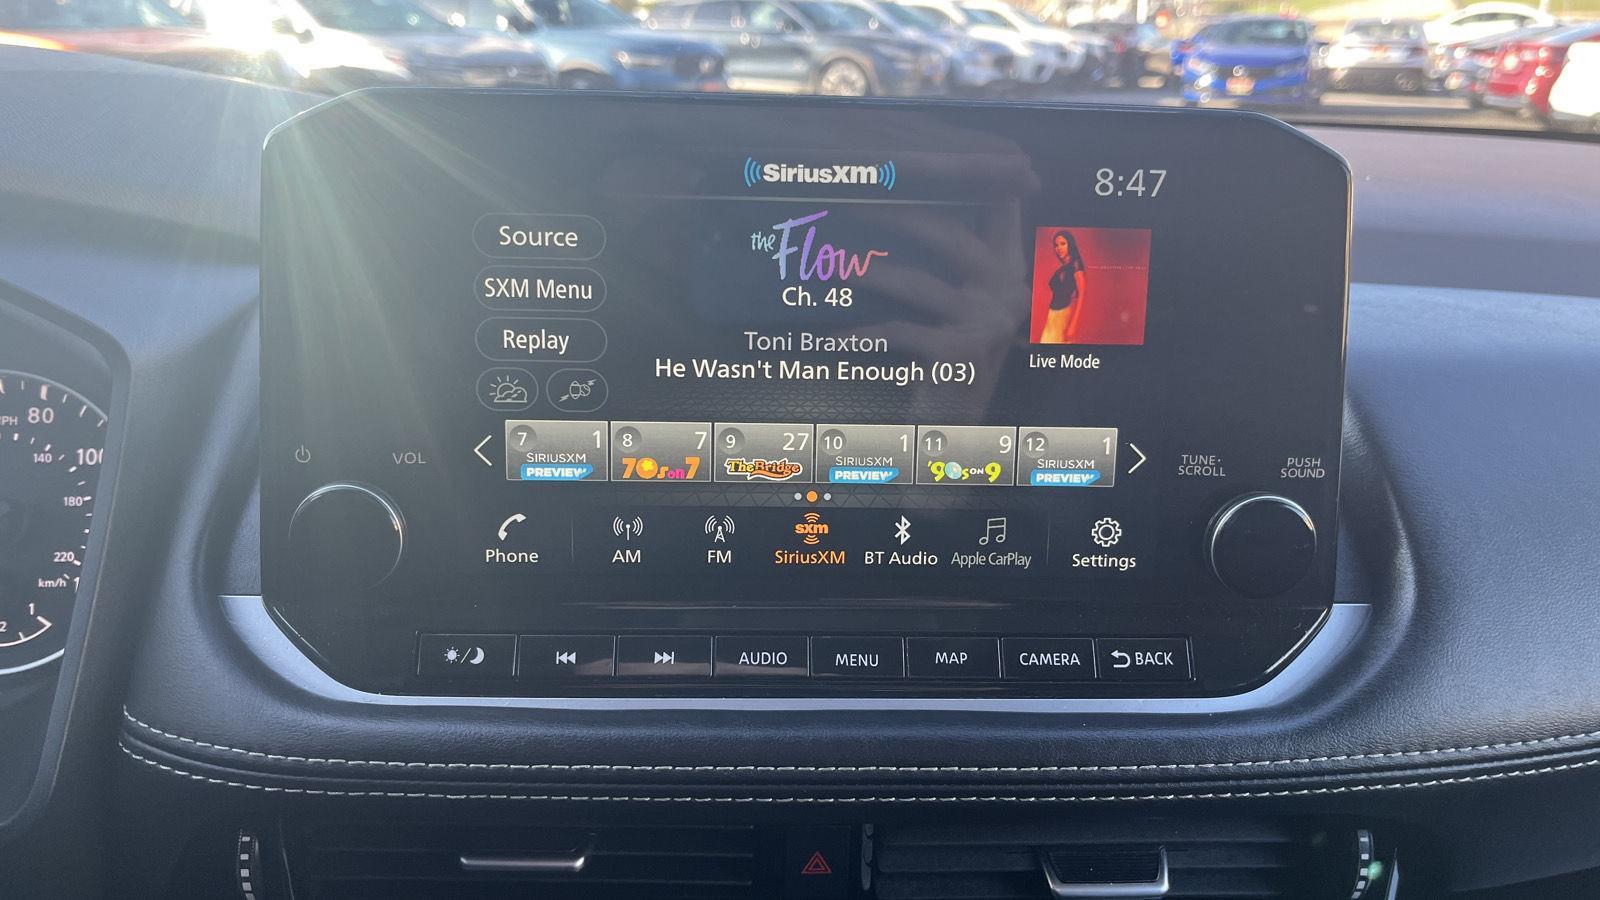 SiriusXM
8:47
Source
SXM Menu
Replay
the Flow
Ch. 48
Toni Braxton
He Wasn't Man Enough (03)
Live Mode
7 1
SIRIUSXM
PREVIEW
8 7
70s on 7
9 27
The Bridge
10 1
SIRIUSXM
PREVIEW
11 9
'90s ON 9
12 1
SIRIUSXM
PREVIEW
VOL
TUNE·
SCROLL
PUSH
SOUND
Phone
AM
FM
sxm
SiriusXM
BT Audio
Apple CarPlay
Settings
AUDIO
MENU
MAP
CAMERA
BACK
80
140
100
180
220
km/h
1
2